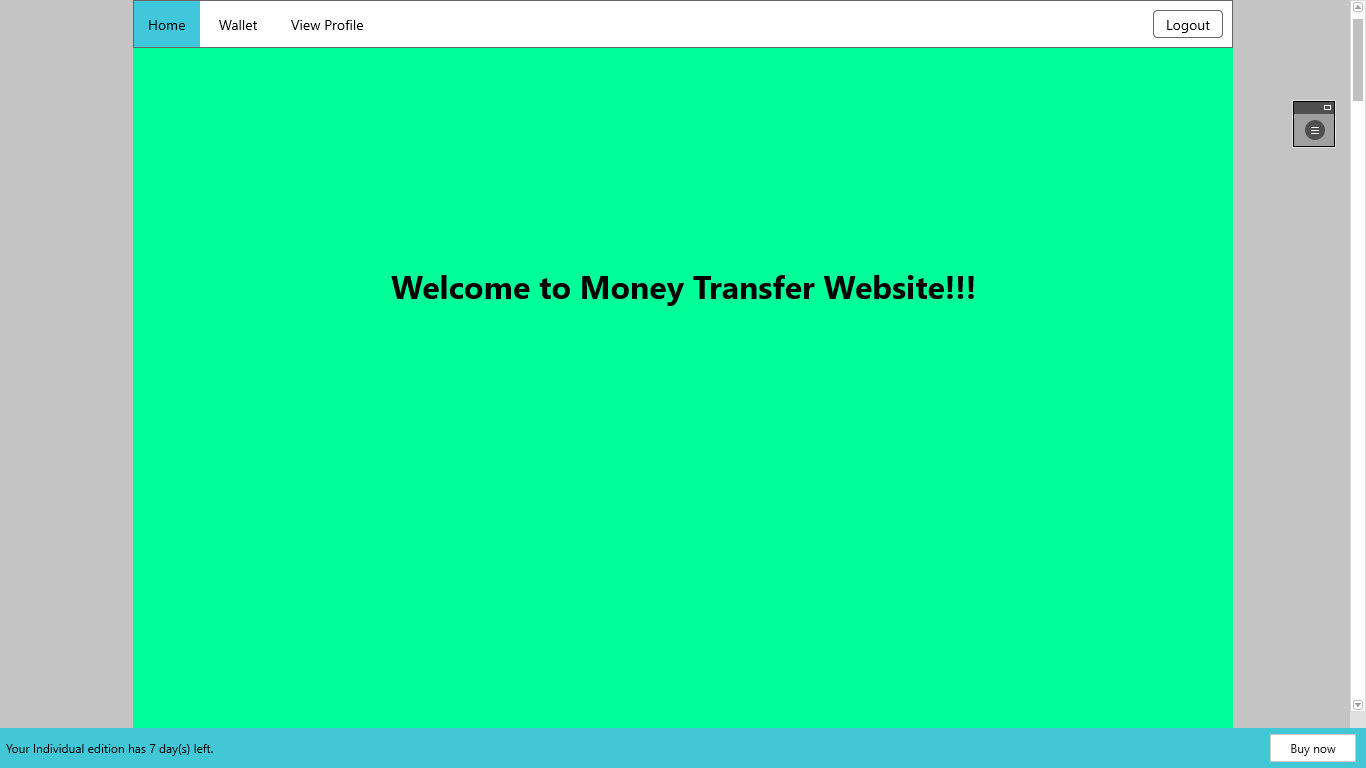 Home Wallet View Profile Logout
Welcome to Money Transfer Website!!!
Your Individual edition has 7 day(s) left. Buy now